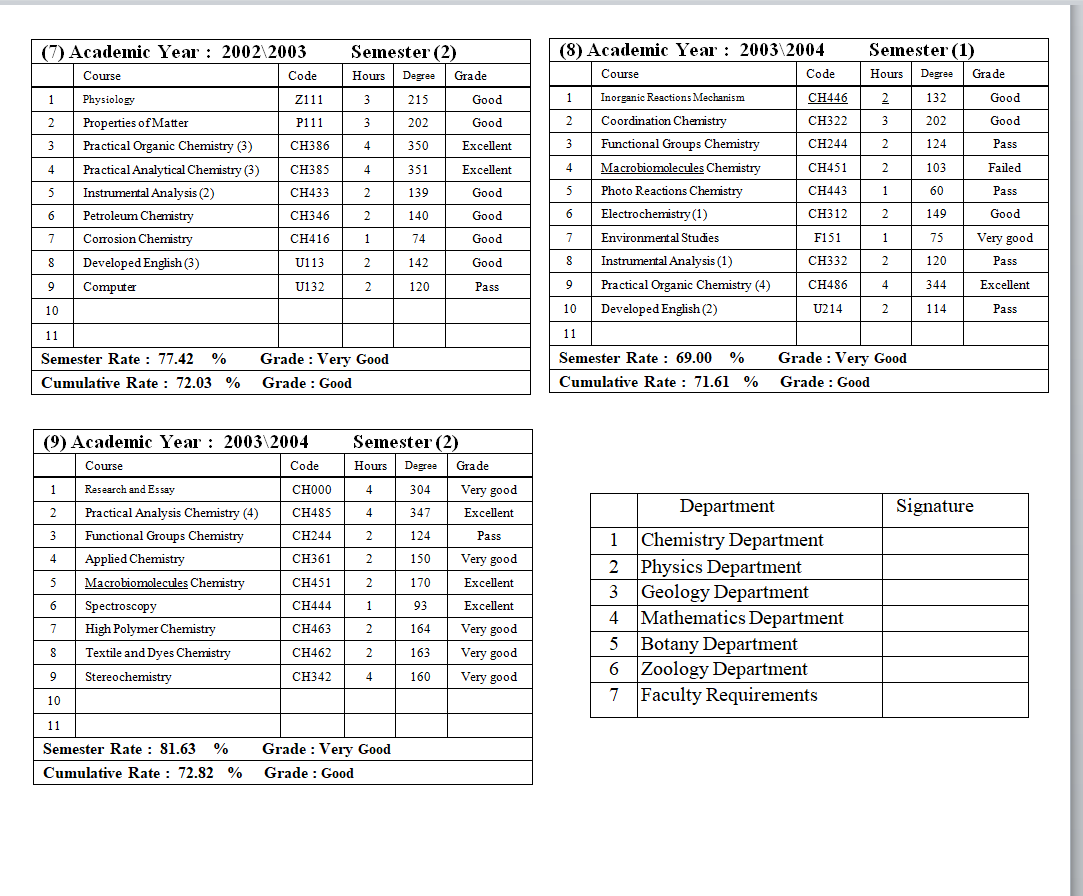 (7) Academic Year : 2002\2003 Semester (2)
Course Code Hours Degree Grade
1 Physiology Z111 3 215 Good
2 Properties of Matter P111 3 202 Good
3 Practical Organic Chemistry (3) CH386 4 350 Excellent
4 Practical Analytical Chemistry (3) CH385 4 351 Excellent
5 Instrumental Analysis (2) CH433 2 139 Good
6 Petroleum Chemistry CH346 2 140 Good
7 Corrosion Chemistry CH416 1 74 Good
8 Developed English (3) U113 2 142 Good
9 Computer U132 2 120 Pass
10
11
Semester Rate : 77.42 % Grade : Very Good
Cumulative Rate : 72.03 % Grade : Good
(8) Academic Year : 2003\2004 Semester (1)
Course Code Hours Degree Grade
1 Inorganic Reactions Mechanism CH446 2 132 Good
2 Coordination Chemistry CH322 3 202 Good
3 Functional Groups Chemistry CH244 2 124 Pass
4 Macrobiomolecules Chemistry CH451 2 103 Failed
5 Photo Reactions Chemistry CH443 1 60 Pass
6 Electrochemistry (1) CH312 2 149 Good
7 Environmental Studies F151 1 75 Very good
8 Instrumental Analysis (1) CH332 2 120 Pass
9 Practical Organic Chemistry (4) CH486 4 344 Excellent
10 Developed English (2) U214 2 114 Pass
11
Semester Rate : 69.00 % Grade : Very Good
Cumulative Rate : 71.61 % Grade : Good
(9) Academic Year : 2003\2004 Semester (2)
Course Code Hours Degree Grade
1 Research and Essay CH000 4 304 Very good
2 Practical Analysis Chemistry (4) CH485 4 347 Excellent
3 Functional Groups Chemistry CH244 2 124 Pass
4 Applied Chemistry CH361 2 150 Very good
5 Macrobiomolecules Chemistry CH451 2 170 Excellent
6 Spectroscopy CH444 1 93 Excellent
7 High Polymer Chemistry CH463 2 164 Very good
8 Textile and Dyes Chemistry CH462 2 163 Very good
9 Stereochemistry CH342 4 160 Very good
10
11
Semester Rate : 81.63 % Grade : Very Good
Cumulative Rate : 72.82 % Grade : Good
Department Signature
1 Chemistry Department
2 Physics Department
3 Geology Department
4 Mathematics Department
5 Botany Department
6 Zoology Department
7 Faculty Requirements